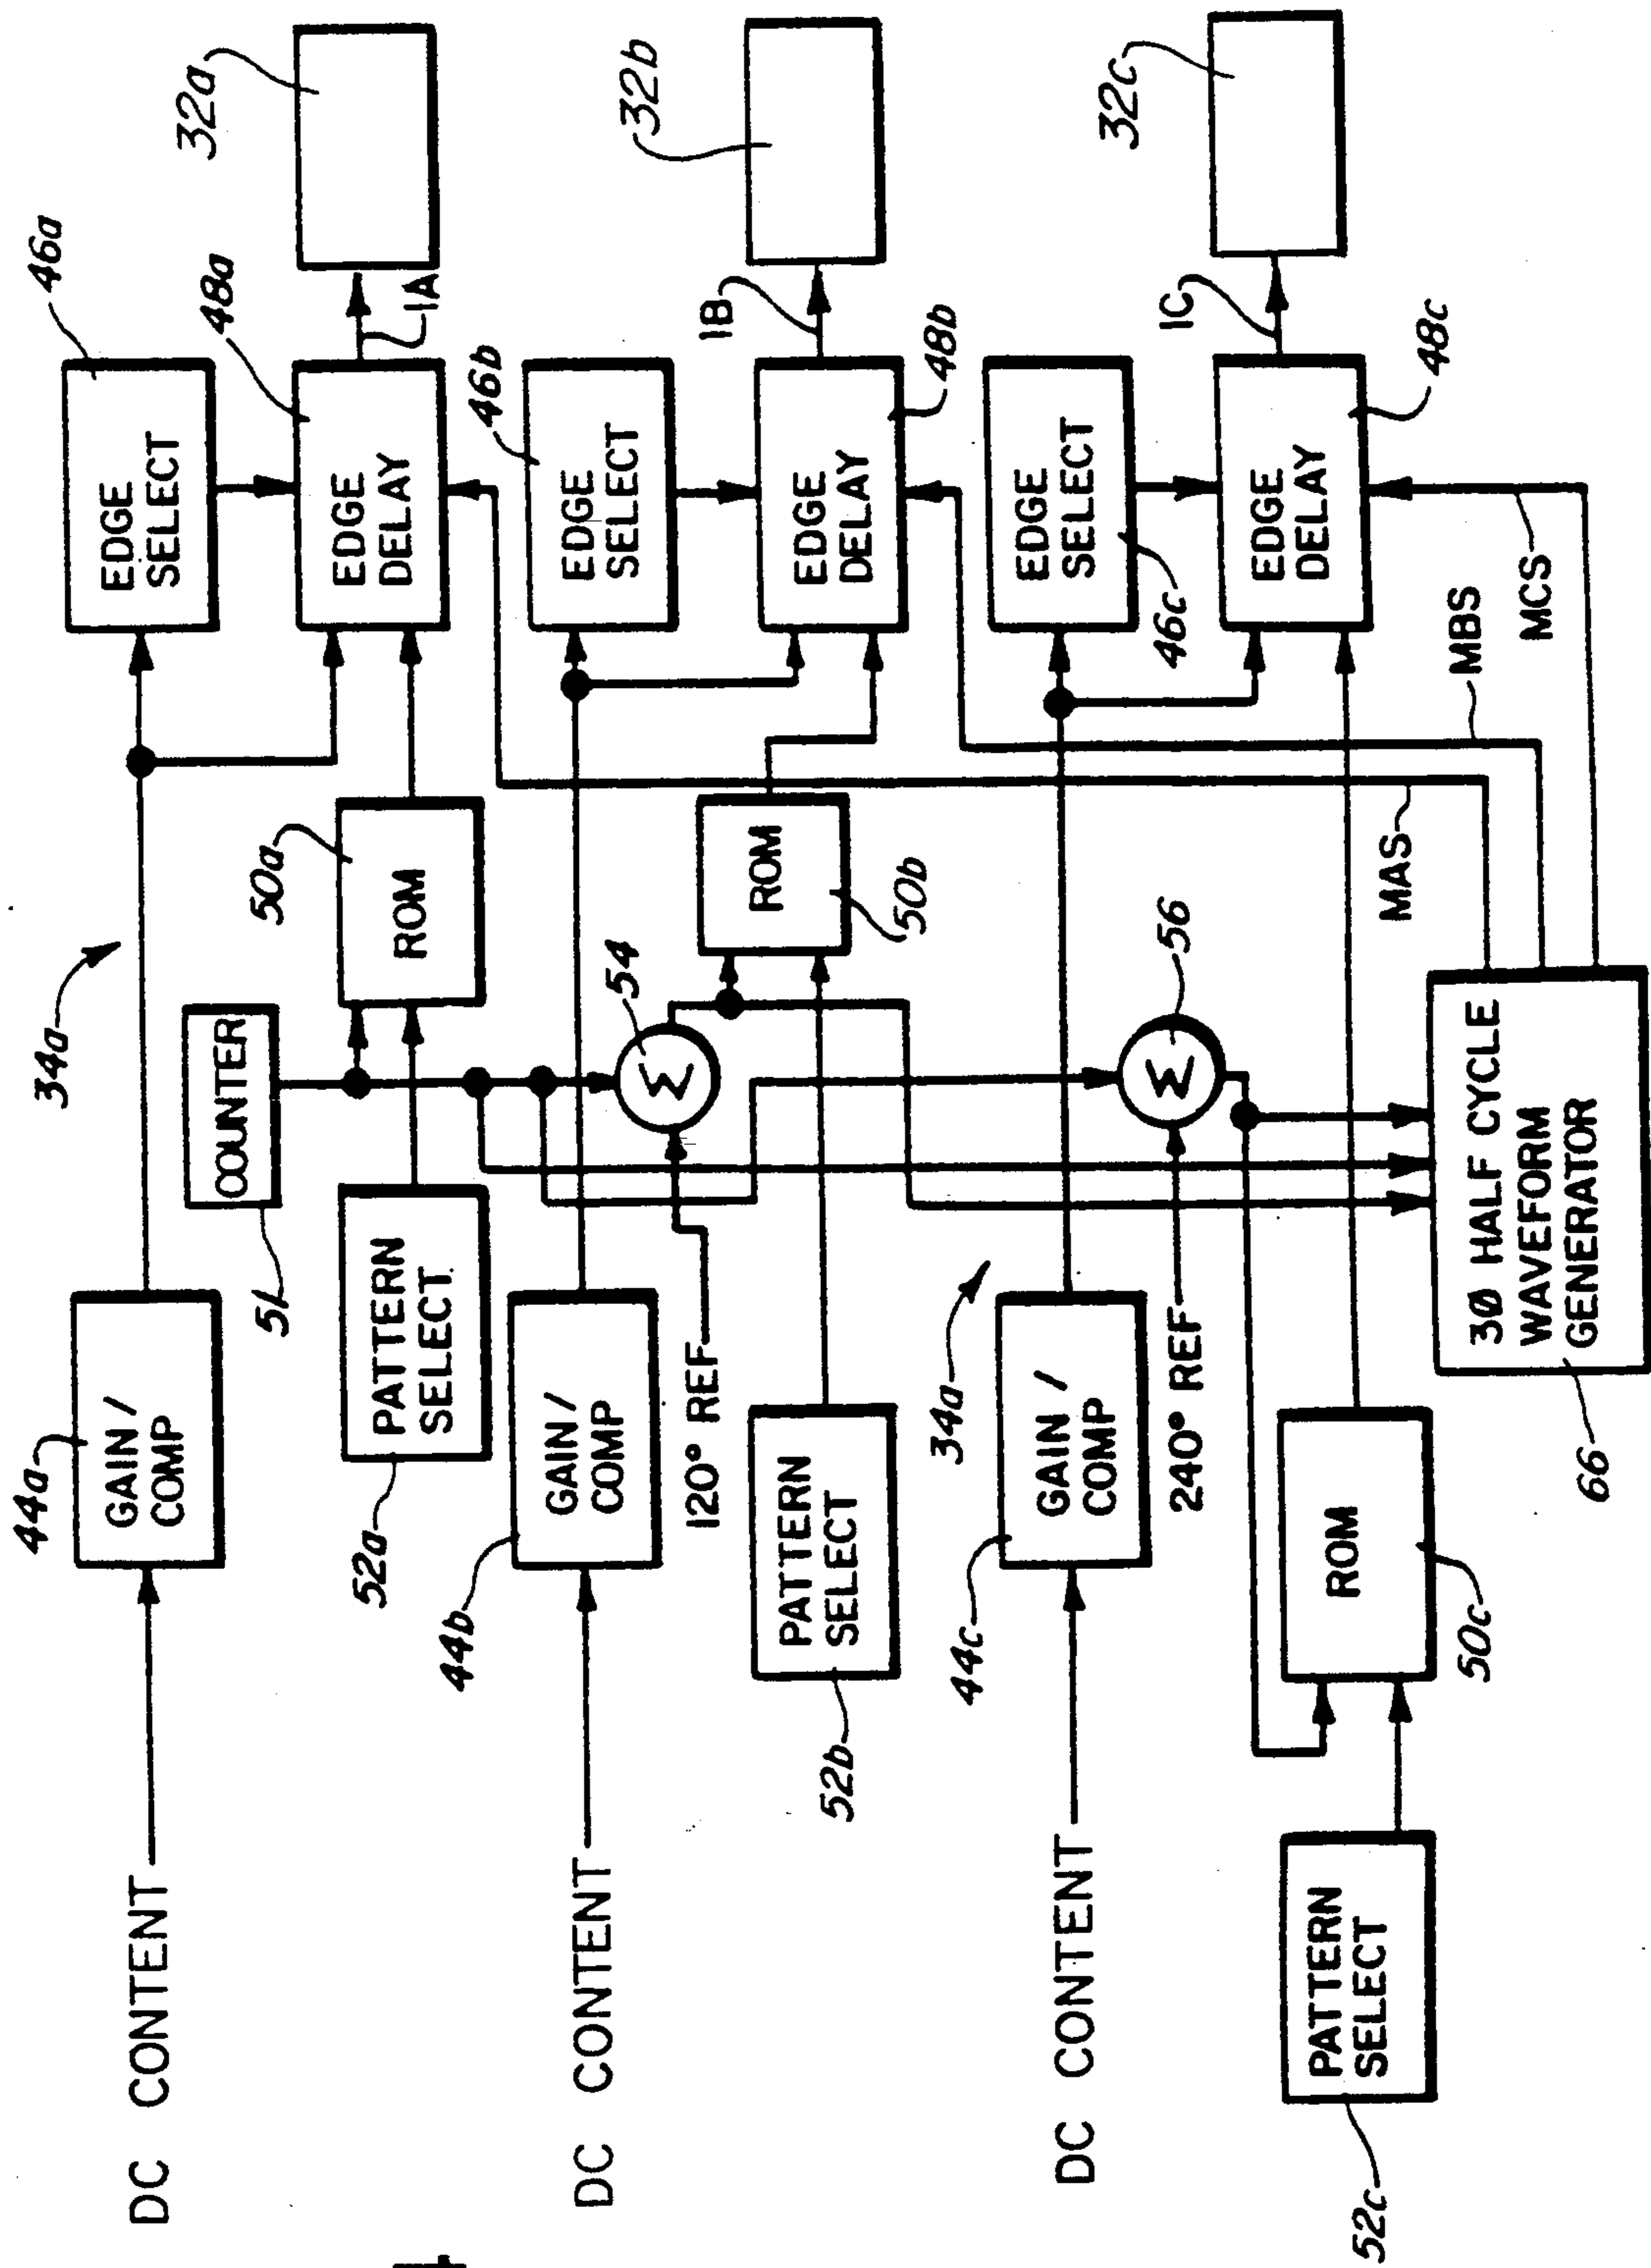 34a
46a
44a
GAIN /
COMP
EDGE
SELECT
DC CONTENT
COUNTER
51
50a
48a
32a
PATTERN
SELECT
52a
ROM
EDGE
DELAY
1A
44b
GAIN /
COMP
46b
EDGE
SELECT
DC CONTENT
120° REF
54
Σ
ROM
50b
1B
32b
PATTERN
SELECT
52b
EDGE
DELAY
48b
34a
44c
GAIN /
COMP
EDGE
SELECT
46c
DC CONTENT
240° REF
56
Σ
1C
32c
PATTERN
SELECT
52c
ROM
50c
EDGE
DELAY
48c
MAS
MBS
MCS
3Ø HALF CYCLE
WAVEFORM
GENERATOR
66